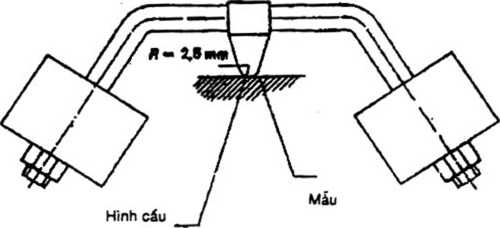 R = 2,5 mm
Mẫu
Hình cầu